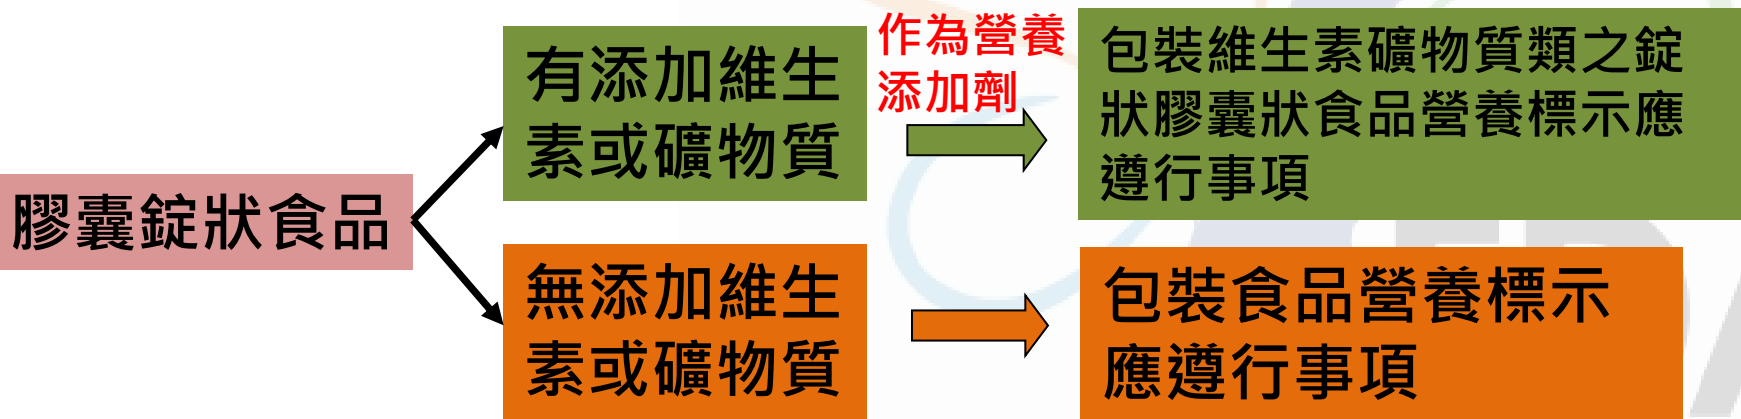 膠囊錠狀食品
有添加維生
素或礦物質
作為營養
添加劑
包裝維生素礦物質類之錠
狀膠囊狀食品營養標示應
遵行事項
無添加維生
素或礦物質
包裝食品營養標示
應遵行事項